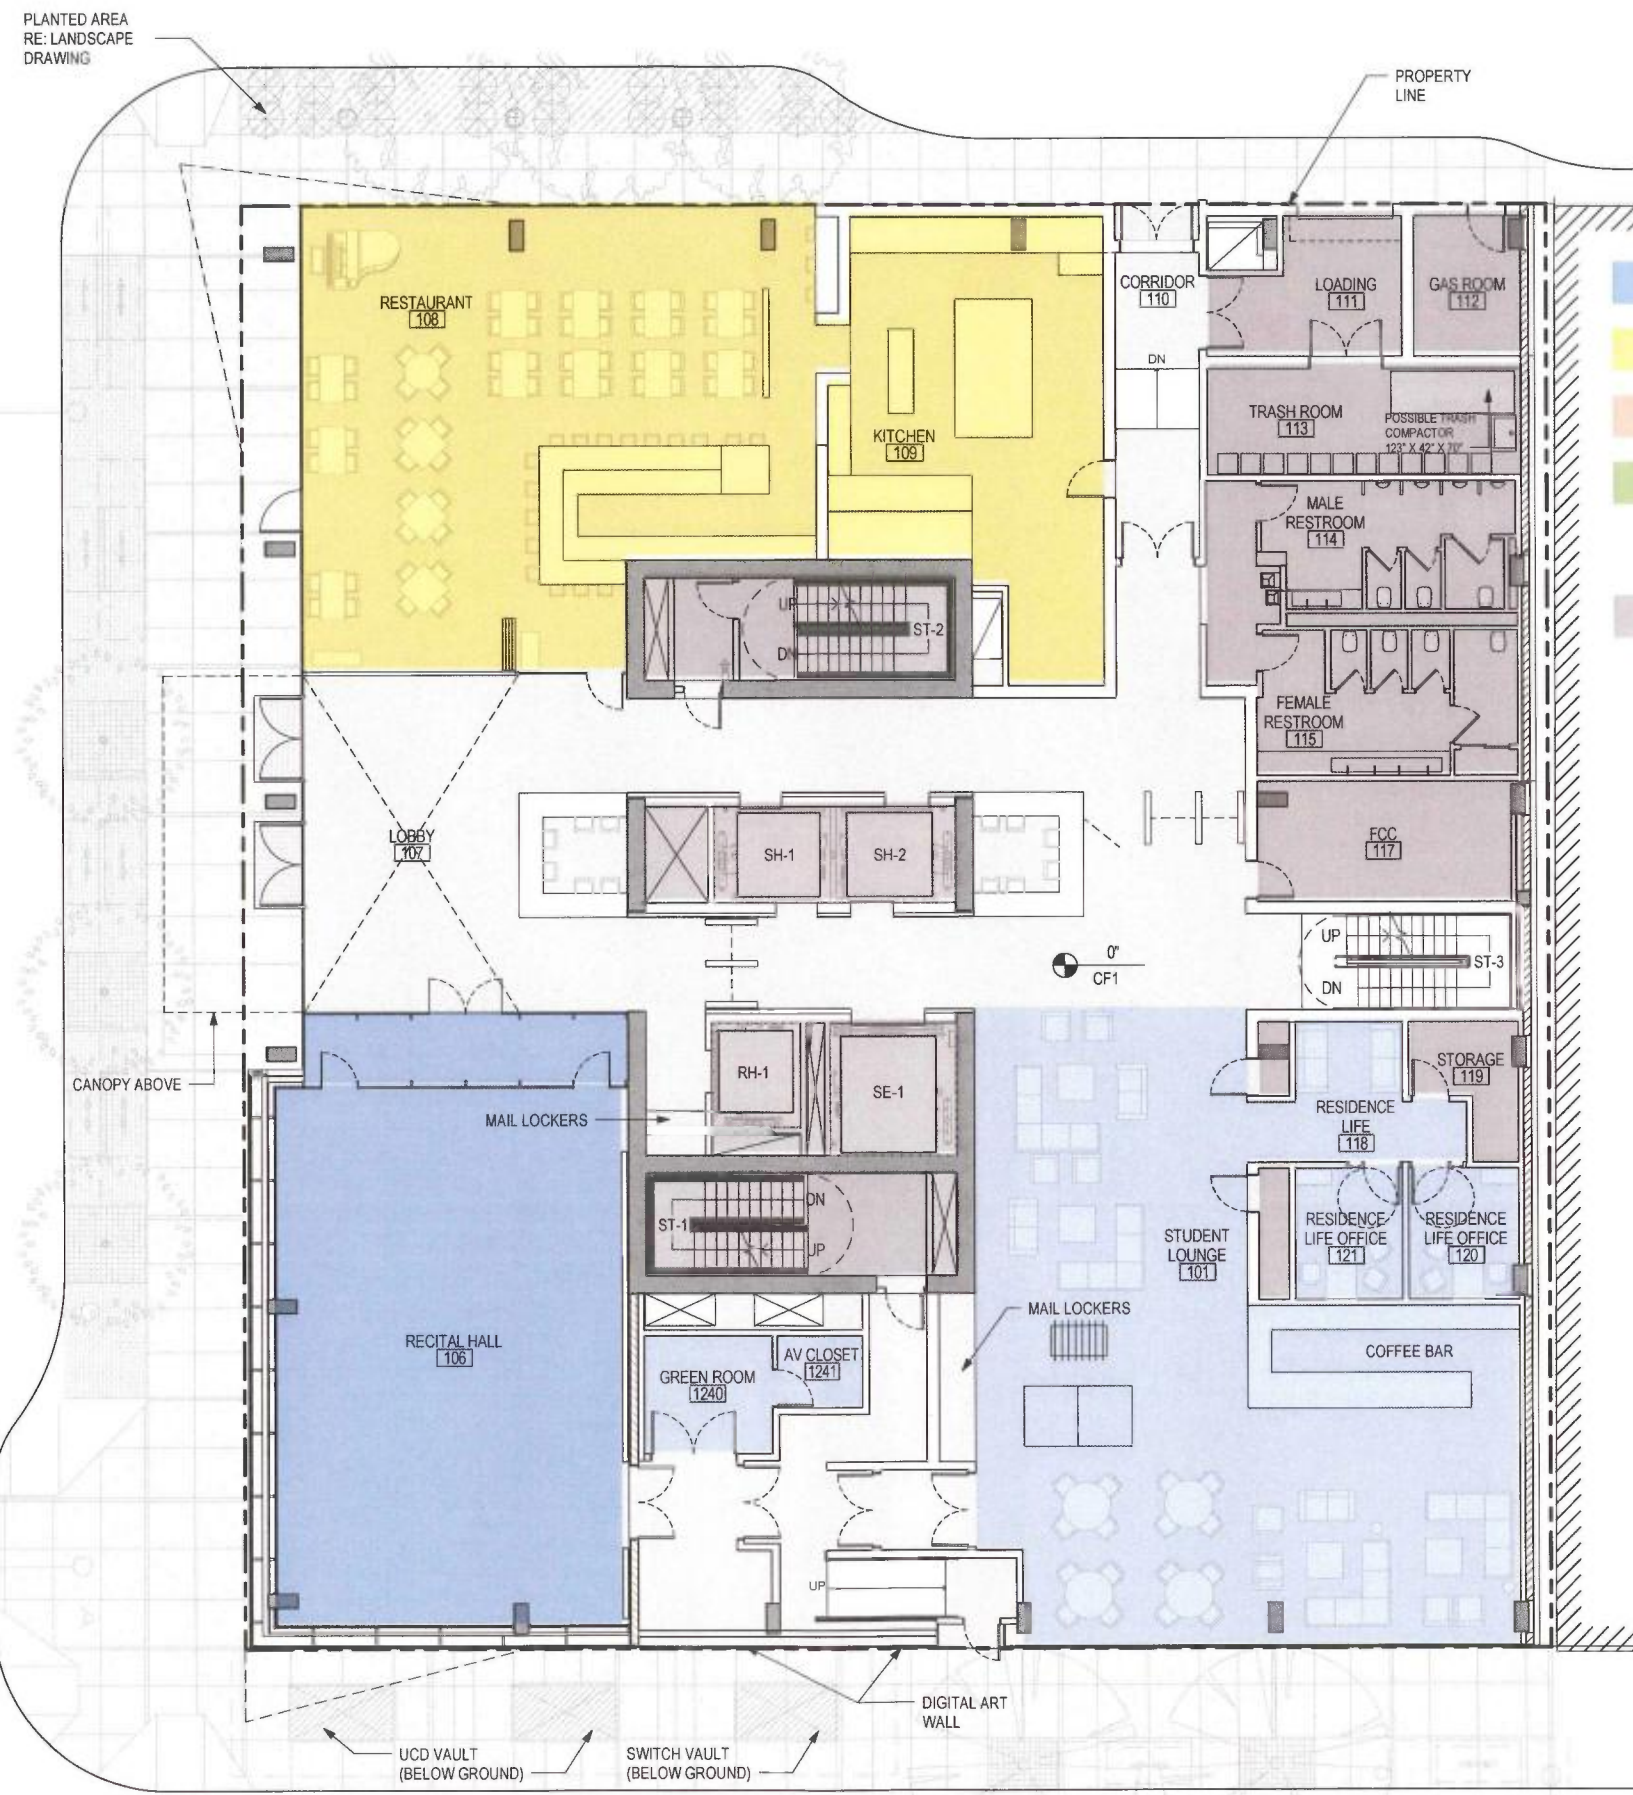 PLANTED AREA
RE: LANDSCAPE
DRAWING
PROPERTY
LINE
RESTAURANT
108
CORRIDOR
110
LOADING
111
GAS ROOM
112
DN
TRASH ROOM
113
POSSIBLE TRASH
COMPACTOR
123" X 42" X 70"
KITCHEN
109
MALE
RESTROOM
114
UP
ST-2
DN
FEMALE
RESTROOM
115
LOBBY
107
SH-1
SH-2
FCC
117
0"
CF1
UP
ST-3
DN
CANOPY ABOVE
RH-1
SE-1
MAIL LOCKERS
STORAGE
119
RESIDENCE
LIFE
118
DN
ST-1
UP
STUDENT
LOUNGE
101
RESIDENCE
LIFE OFFICE
121
RESIDENCE
LIFE OFFICE
120
MAIL LOCKERS
RECITAL HALL
106
GREEN ROOM
1240
AV CLOSET
1241
COFFEE BAR
UP
DIGITAL ART
WALL
UCD VAULT
(BELOW GROUND)
SWITCH VAULT
(BELOW GROUND)